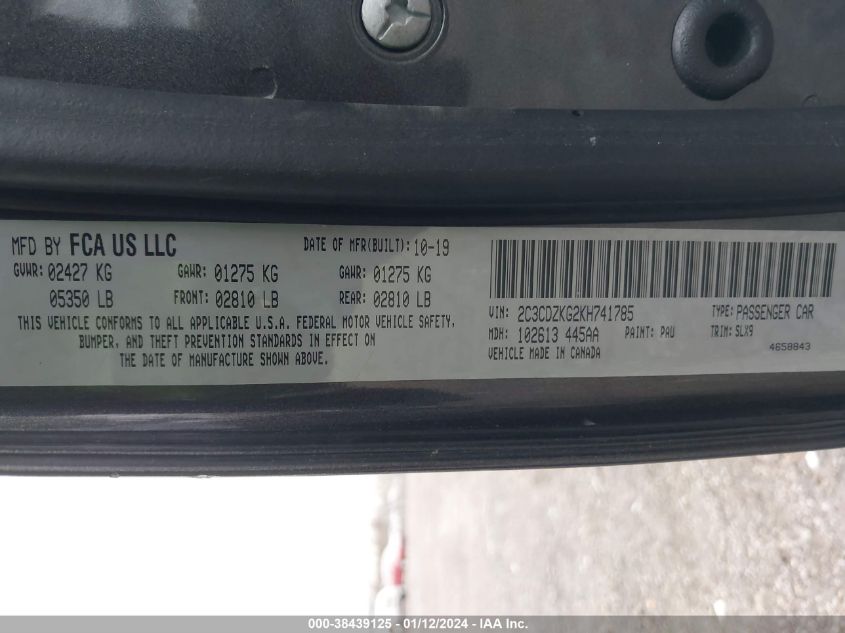 MFD BY FCA US LLC
DATE OF MFR(BUILT): 10-19
GVWR: 02427 KG
GAWR: 01275 KG
GAWR: 01275 KG
05350 LB
FRONT: 02810 LB
REAR: 02810 LB
THIS VEHICLE CONFORMS TO ALL APPLICABLE U.S.A. FEDERAL MOTOR VEHICLE SAFETY,
BUMPER, AND THEFT PREVENTION STANDARDS IN EFFECT ON
THE DATE OF MANUFACTURE SHOWN ABOVE.
VIN: 2C3CDZKG2KH741785
TYPE: PASSENGER CAR
MDH: 102613 445AA
PAINT: PAU
TRIM: SLX9
VEHICLE MADE IN CANADA
4658843
000-38439125 - 01/12/2024 - IAA Inc.